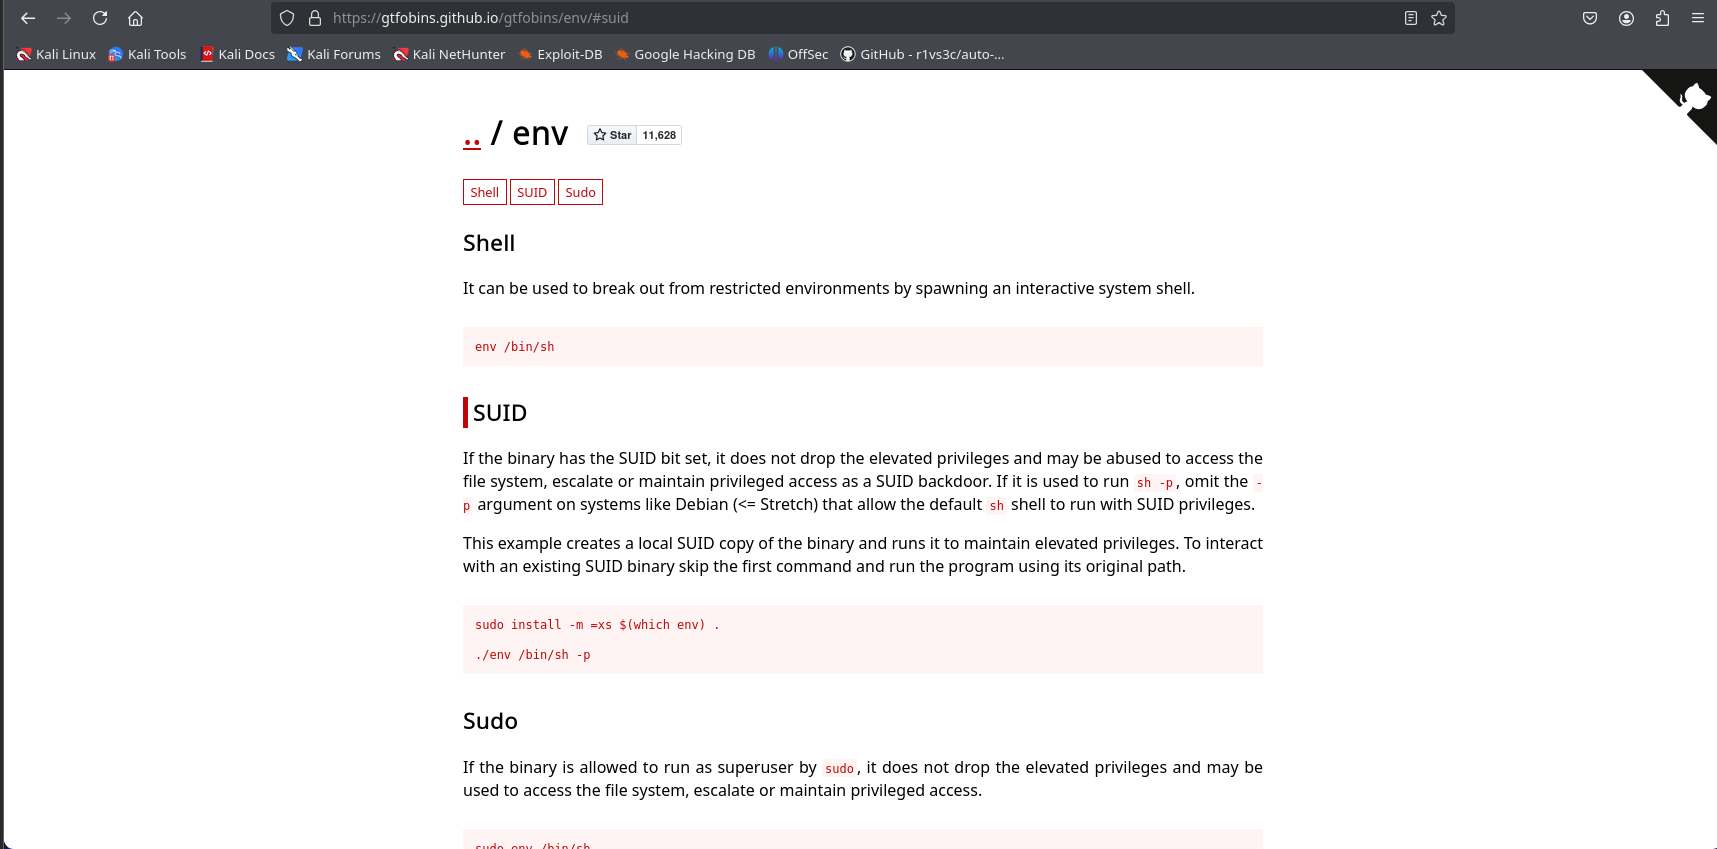 https://gtfobins.github.io/gtfobins/env/#suid
Kali Linux Kali Tools Kali Docs Kali Forums Kali NetHunter Exploit-DB Google Hacking DB OffSec GitHub - r1vs3c/auto-...
.. / env Star 11,628
Shell SUID Sudo
Shell
It can be used to break out from restricted environments by spawning an interactive system shell.
env /bin/sh
SUID
If the binary has the SUID bit set, it does not drop the elevated privileges and may be abused to access the
file system, escalate or maintain privileged access as a SUID backdoor. If it is used to run sh -p, omit the -
p argument on systems like Debian (<= Stretch) that allow the default sh shell to run with SUID privileges.
This example creates a local SUID copy of the binary and runs it to maintain elevated privileges. To interact
with an existing SUID binary skip the first command and run the program using its original path.
sudo install -m =xs $(which env) .
./env /bin/sh -p
Sudo
If the binary is allowed to run as superuser by sudo, it does not drop the elevated privileges and may be
used to access the file system, escalate or maintain privileged access.
sudo env /bin/sh